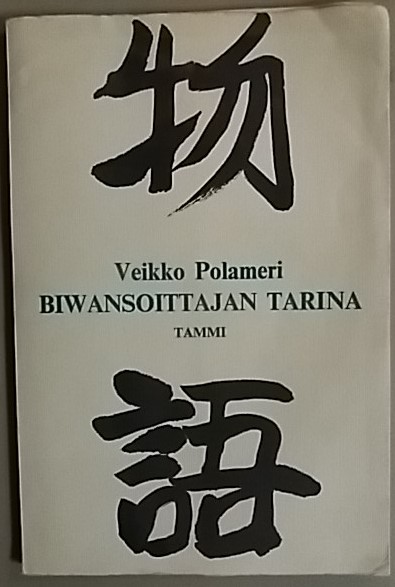 物
Veikko Polameri
BIWANSOITTAJAN TARINA
TAMMI
語